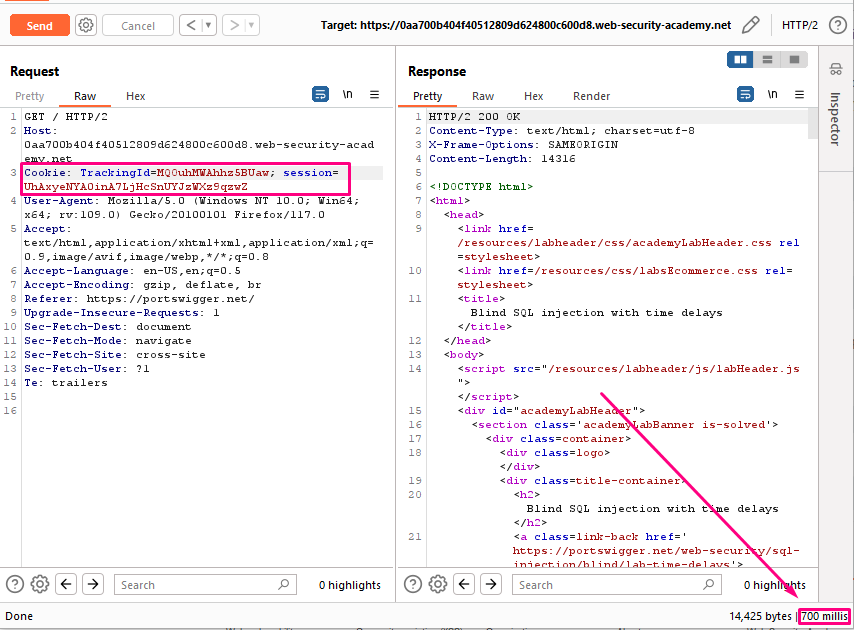 Send Cancel < > Target: https://0aa700b404f40512809d624800c600d8.web-security-academy.net HTTP/2 ?
Request
Pretty Raw Hex \n
1 GET / HTTP/2
2 Host:
0aa700b404f40512809d624800c600d8.web-security-acad
emy.net
3 Cookie: TrackingId=MQOuhMWAhhz5BUaw; session=
UhAxyeNYA0inA7LjHcSnUYJzWXz9qzwZ
4 User-Agent: Mozilla/5.0 (Windows NT 10.0; Win64;
x64; rv:109.0) Gecko/20100101 Firefox/117.0
5 Accept:
text/html,application/xhtml+xml,application/xml;q=
0.9,image/avif,image/webp,*/*;q=0.8
6 Accept-Language: en-US,en;q=0.5
7 Accept-Encoding: gzip, deflate, br
8 Referer: https://portswigger.net/
9 Upgrade-Insecure-Requests: 1
10 Sec-Fetch-Dest: document
11 Sec-Fetch-Mode: navigate
12 Sec-Fetch-Site: cross-site
13 Sec-Fetch-User: ?1
14 Te: trailers
15
16
? Search 0 highlights
Response
Pretty Raw Hex Render \n
1 HTTP/2 200 OK
2 Content-Type: text/html; charset=utf-8
3 X-Frame-Options: SAMEORIGIN
4 Content-Length: 14316
5
6 <!DOCTYPE html>
7 <html>
8 <head>
9 <link href=
/resources/labheader/css/academyLabHeader.css rel
=stylesheet>
10 <link href=/resources/css/labsEcommerce.css rel=
stylesheet>
11 <title>
Blind SQL injection with time delays
</title>
12 </head>
13 <body>
14 <script src="/resources/labheader/js/labHeader.js
">
</script>
15 <div id="academyLabHeader">
16 <section class='academyLabBanner is-solved'>
17 <div class=container>
18 <div class=logo>
</div>
19 <div class=title-container>
20 <h2>
Blind SQL injection with time delays
</h2>
21 <a class=link-back href='
https://portswigger.net/web-security/sql-
injection/blind/lab-time-delays'>
? Search 0 highlights
Inspector
Done 14,425 bytes | 700 millis